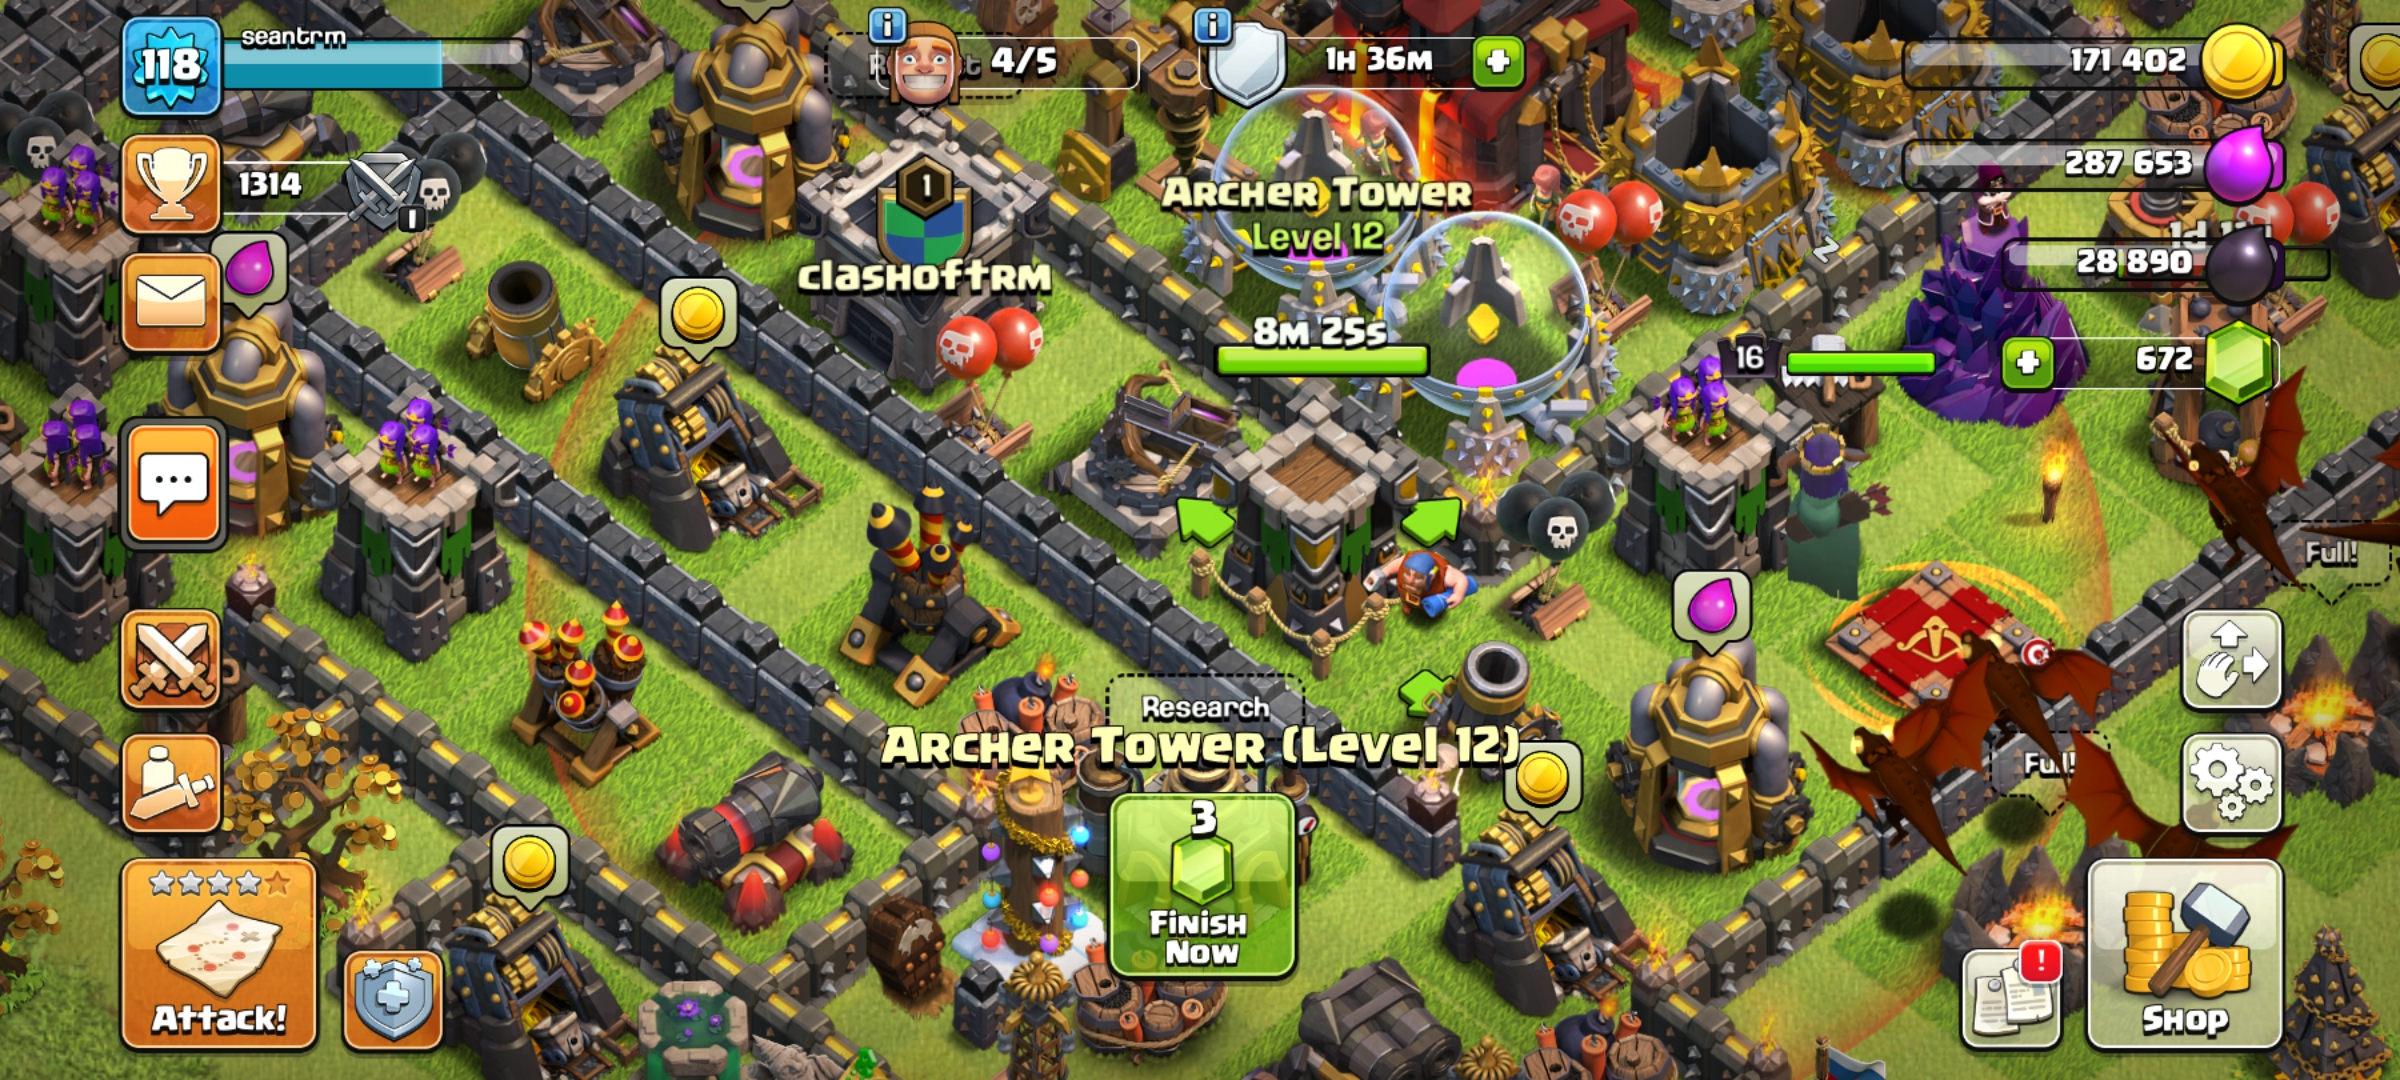 118
seantrm
4/5
1H 36M
171 402
1314
1
I
287 653
Archer Tower
Level 12
clashoftrm
28 890
8M 25s
16
672
Full!
Research
Archer Tower (Level 12)
Full!
3
Finish
Now
Attack!
!
Shop